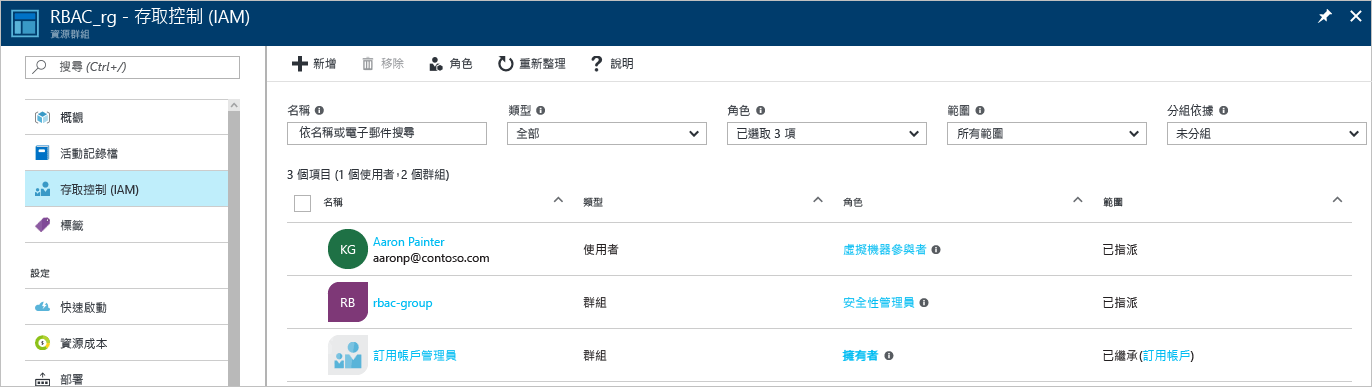 RBAC_rg - 存取控制 (IAM)
資源群組
搜尋 (Ctrl+/)
概觀
活動記錄檔
存取控制 (IAM)
標籤
設定
快速啟動
資源成本
部署
新增 移除 角色 重新整理 說明
名稱 類型 角色 範圍 分組依據
依名稱或電子郵件搜尋 全部 已選取 3 項 所有範圍 未分組
3 個項目 (1 個使用者，2 個群組)
名稱 類型 角色 範圍
KG Aaron Painter 使用者 虛擬機器參與者 已指派
aaronp@contoso.com
RB rbac-group 群組 安全性管理員 已指派
訂用帳戶管理員 群組 擁有者 已繼承 (訂用帳戶)